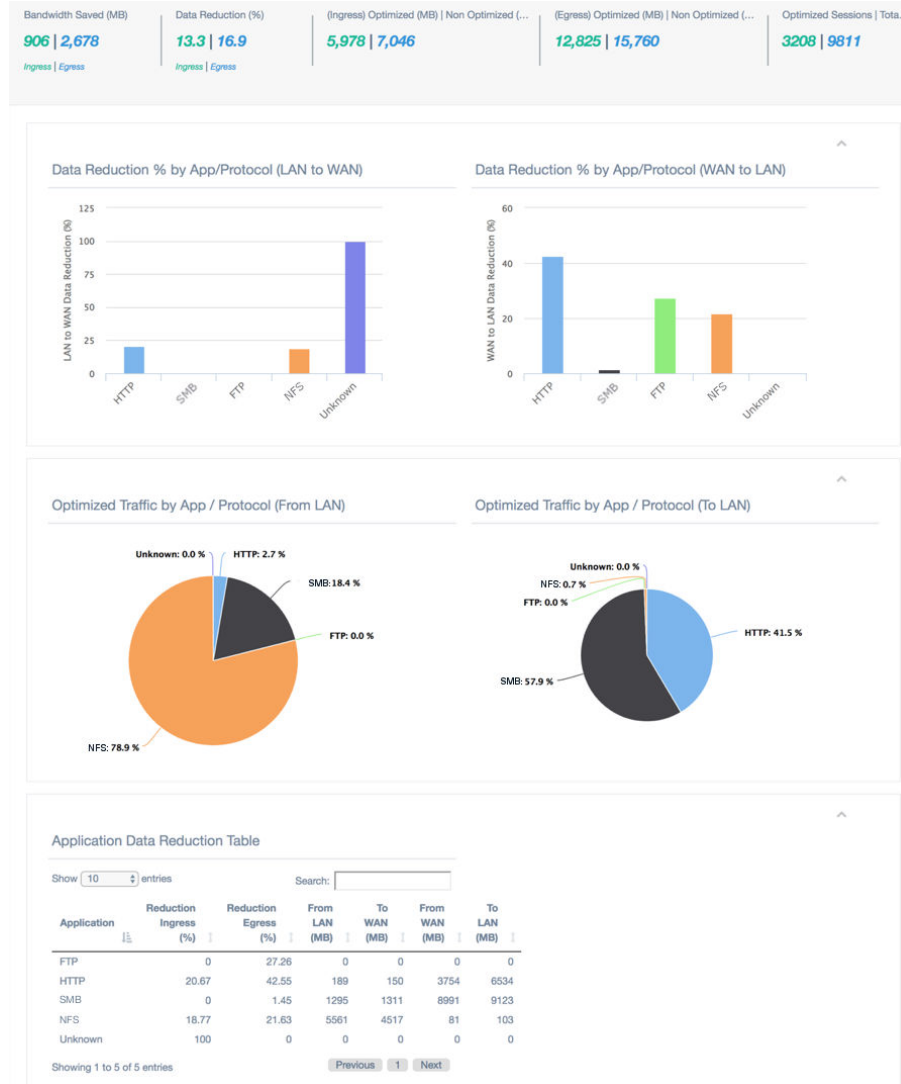 Bandwidth Saved (MB)
906 | 2,678
Ingress | Egress
Data Reduction (%)
13.3 | 16.9
Ingress | Egress
(Ingress) Optimized (MB) | Non Optimized (...
5,978 | 7,046
(Egress) Optimized (MB) | Non Optimized (...
12,825 | 15,760
Optimized Sessions | Tota
3208 | 9811
Data Reduction % by App/Protocol (LAN to WAN)
LAN to WAN Data Reduction (%)
125
100
75
50
25
0
HTTP
SMB
FTP
NFS
Unknown
Data Reduction % by App/Protocol (WAN to LAN)
WAN to LAN Data Reduction (%)
60
40
20
0
HTTP
SMB
FTP
NFS
Unknown
Optimized Traffic by App / Protocol (From LAN)
Unknown: 0.0 %
HTTP: 2.7 %
SMB: 18.4 %
FTP: 0.0 %
NFS: 78.9 %
Optimized Traffic by App / Protocol (To LAN)
Unknown: 0.0 %
NFS: 0.7 %
FTP: 0.0 %
HTTP: 41.5 %
SMB: 57.9 %
Application Data Reduction Table
Show 10 entries
Search:
Application Reduction Ingress (%) Reduction Egress (%) From LAN (MB) To WAN (MB) From WAN (MB) To LAN (MB)
FTP 0 27.26 0 0 0 0
HTTP 20.67 42.55 189 150 3754 6534
SMB 0 1.45 1295 1311 8991 9123
NFS 18.77 21.63 5561 4517 81 103
Unknown 100 0 0 0 0 0
Showing 1 to 5 of 5 entries
Previous 1 Next